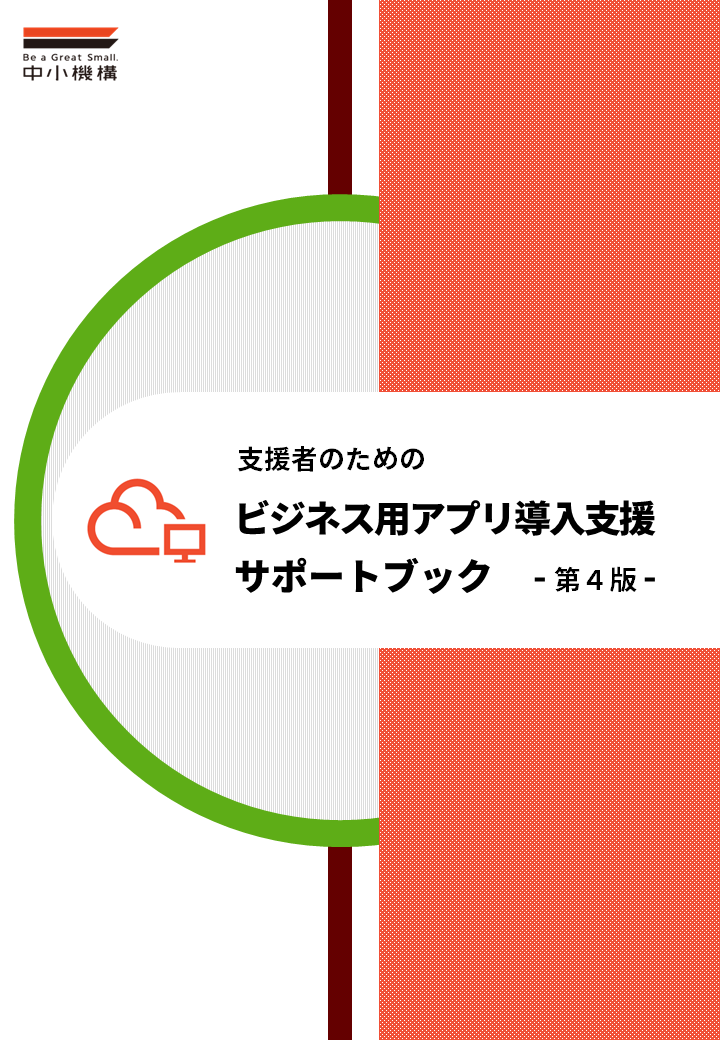 Be a Great Small.
中小機構
支援者のための
ビジネス用アプリ導入支援
サポートブック -第４版-